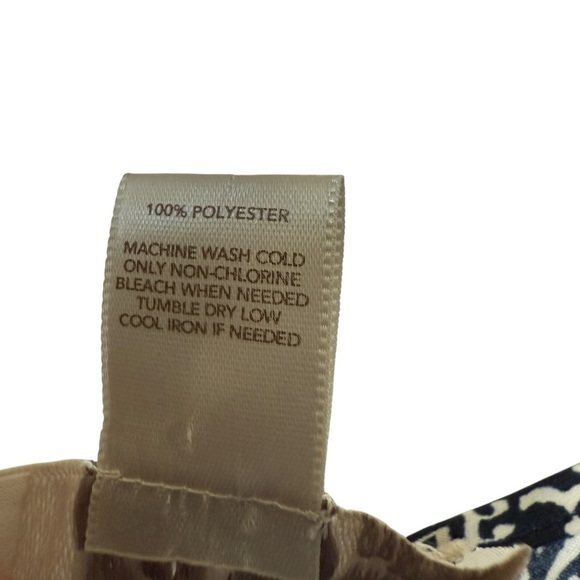 100% POLYESTER
MACHINE WASH COLD
ONLY NON-CHLORINE
BLEACH WHEN NEEDED
TUMBLE DRY LOW
COOL IRON IF NEEDED